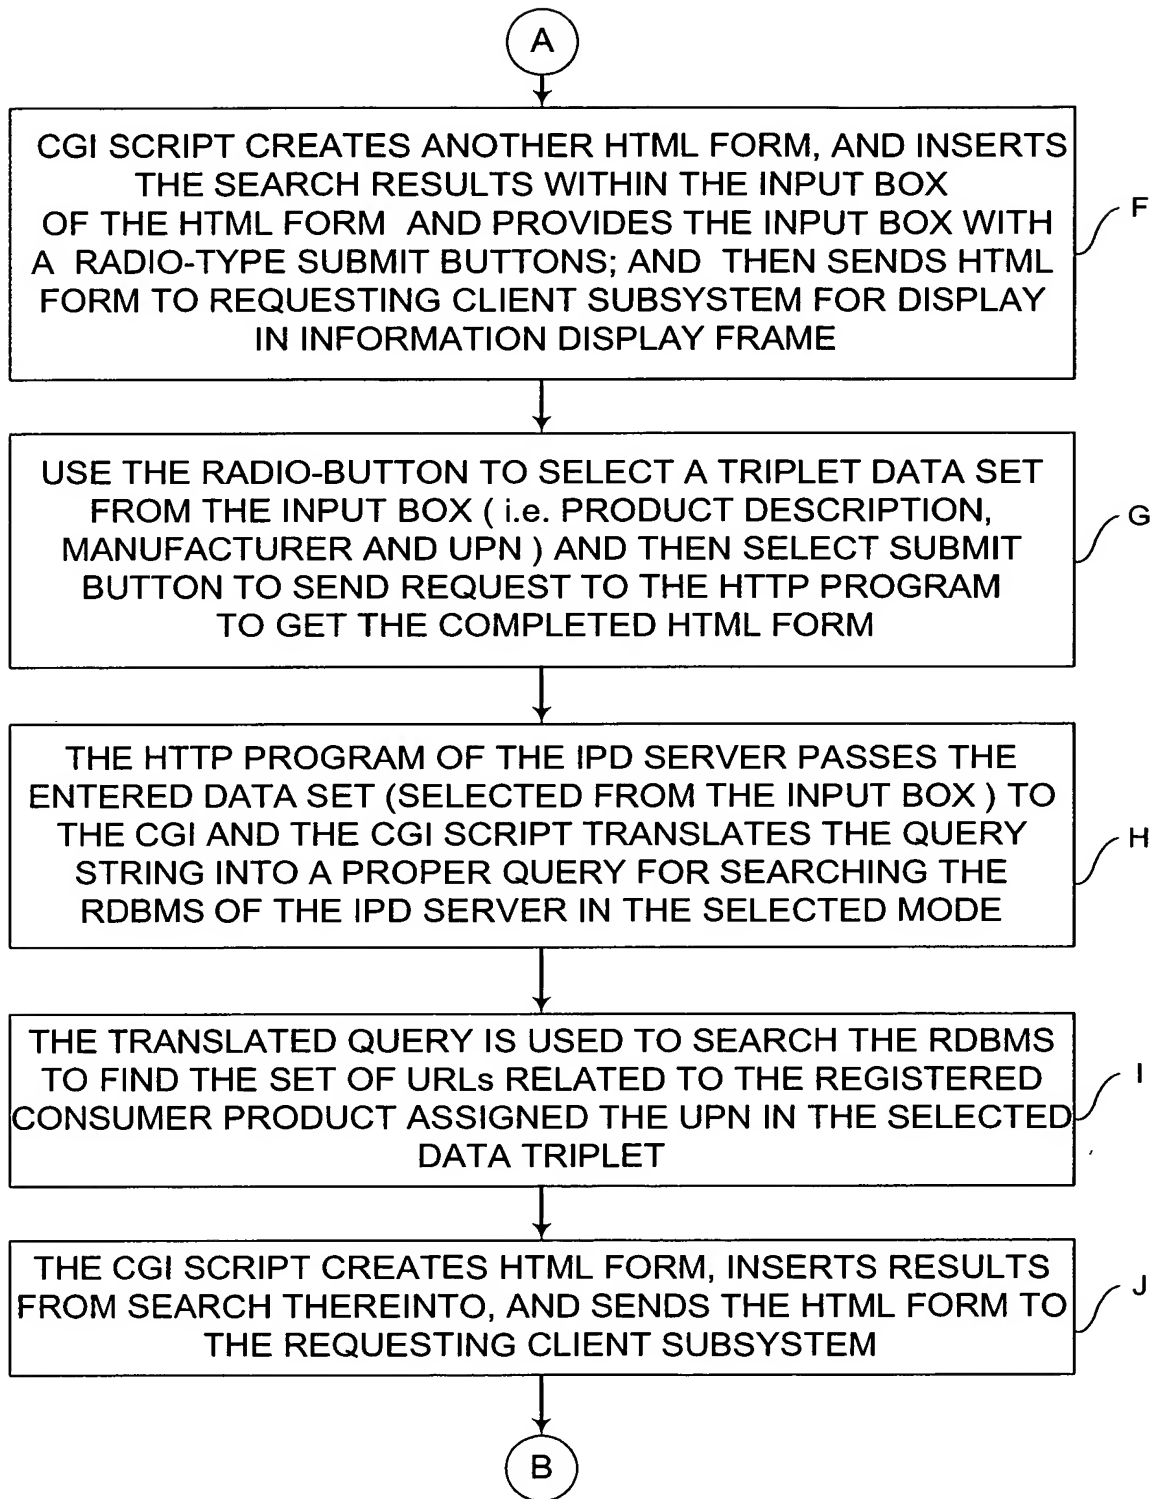 A
CGI SCRIPT CREATES ANOTHER HTML FORM, AND INSERTS
THE SEARCH RESULTS WITHIN THE INPUT BOX
OF THE HTML FORM AND PROVIDES THE INPUT BOX WITH
A RADIO-TYPE SUBMIT BUTTONS; AND THEN SENDS HTML
FORM TO REQUESTING CLIENT SUBSYSTEM FOR DISPLAY
IN INFORMATION DISPLAY FRAME
F
USE THE RADIO-BUTTON TO SELECT A TRIPLET DATA SET
FROM THE INPUT BOX ( i.e. PRODUCT DESCRIPTION,
MANUFACTURER AND UPN ) AND THEN SELECT SUBMIT
BUTTON TO SEND REQUEST TO THE HTTP PROGRAM
TO GET THE COMPLETED HTML FORM
G
THE HTTP PROGRAM OF THE IPD SERVER PASSES THE
ENTERED DATA SET (SELECTED FROM THE INPUT BOX ) TO
THE CGI AND THE CGI SCRIPT TRANSLATES THE QUERY
STRING INTO A PROPER QUERY FOR SEARCHING THE
RDBMS OF THE IPD SERVER IN THE SELECTED MODE
H
THE TRANSLATED QUERY IS USED TO SEARCH THE RDBMS
TO FIND THE SET OF URLs RELATED TO THE REGISTERED
CONSUMER PRODUCT ASSIGNED THE UPN IN THE SELECTED
DATA TRIPLET
I
THE CGI SCRIPT CREATES HTML FORM, INSERTS RESULTS
FROM SEARCH THEREINTO, AND SENDS THE HTML FORM TO
THE REQUESTING CLIENT SUBSYSTEM
J
B